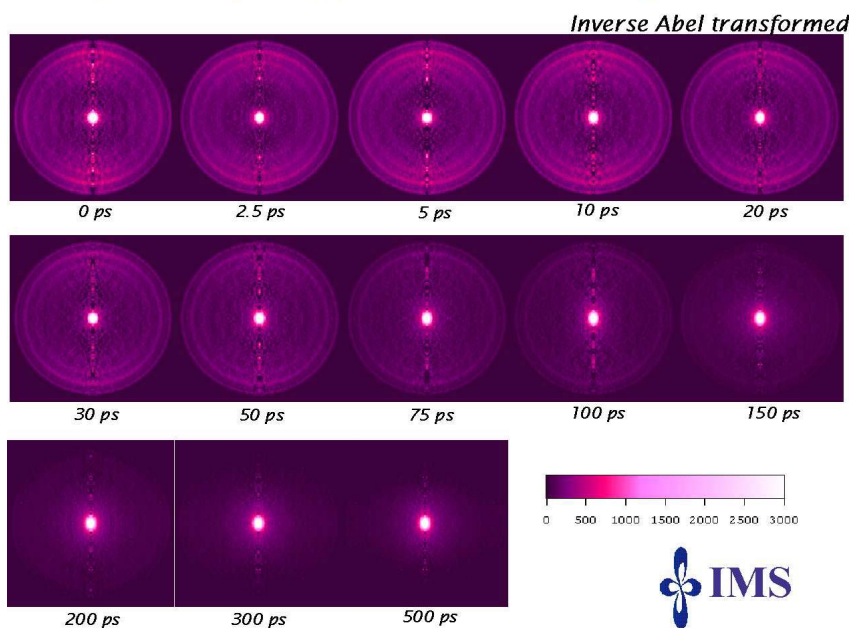 Inverse Abel transformed
0 ps 2.5 ps 5 ps 10 ps 20 ps
30 ps 50 ps 75 ps 100 ps 150 ps
0 500 1000 1500 2000 2500 3000
IMS
200 ps 300 ps 500 ps